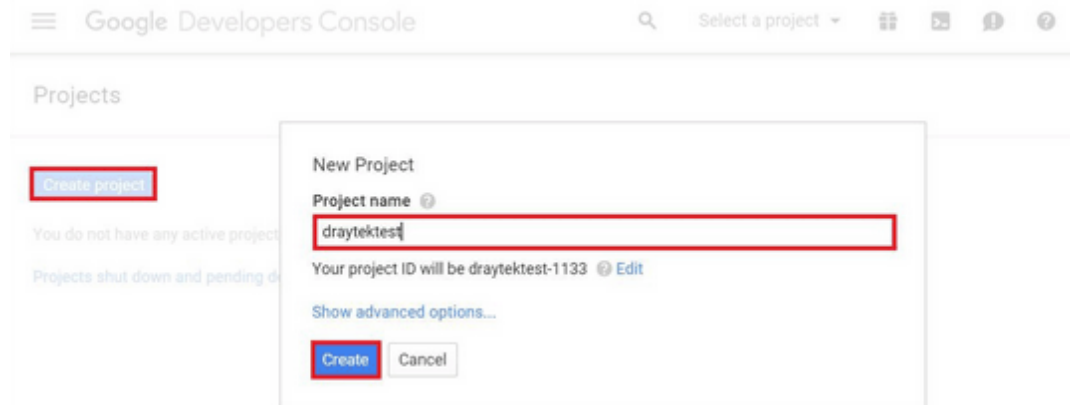 Google Developers Console
Select a project
Projects
Create project
You do not have any active project
Projects shut down and pending
New Project
Project name
draytektest
Your project ID will be draytektest-1133 Edit
Show advanced options...
Create Cancel